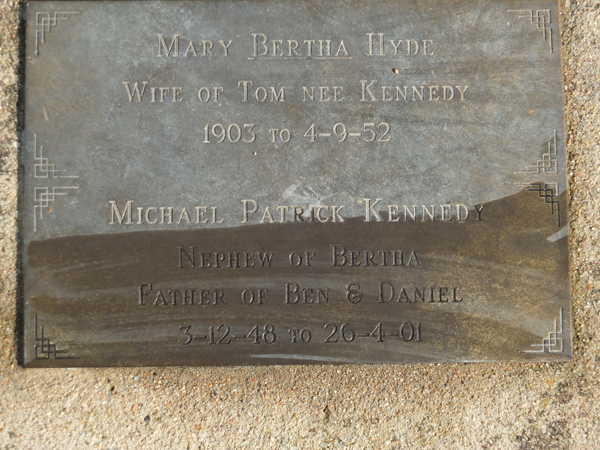 Mary Bertha Hyde
Wife of Tom nee Kennedy
1903 to 4-9-52
Michael Patrick Kennedy
Nephew of Bertha
Father of Ben & Daniel
3-12-48 to 26-4-01